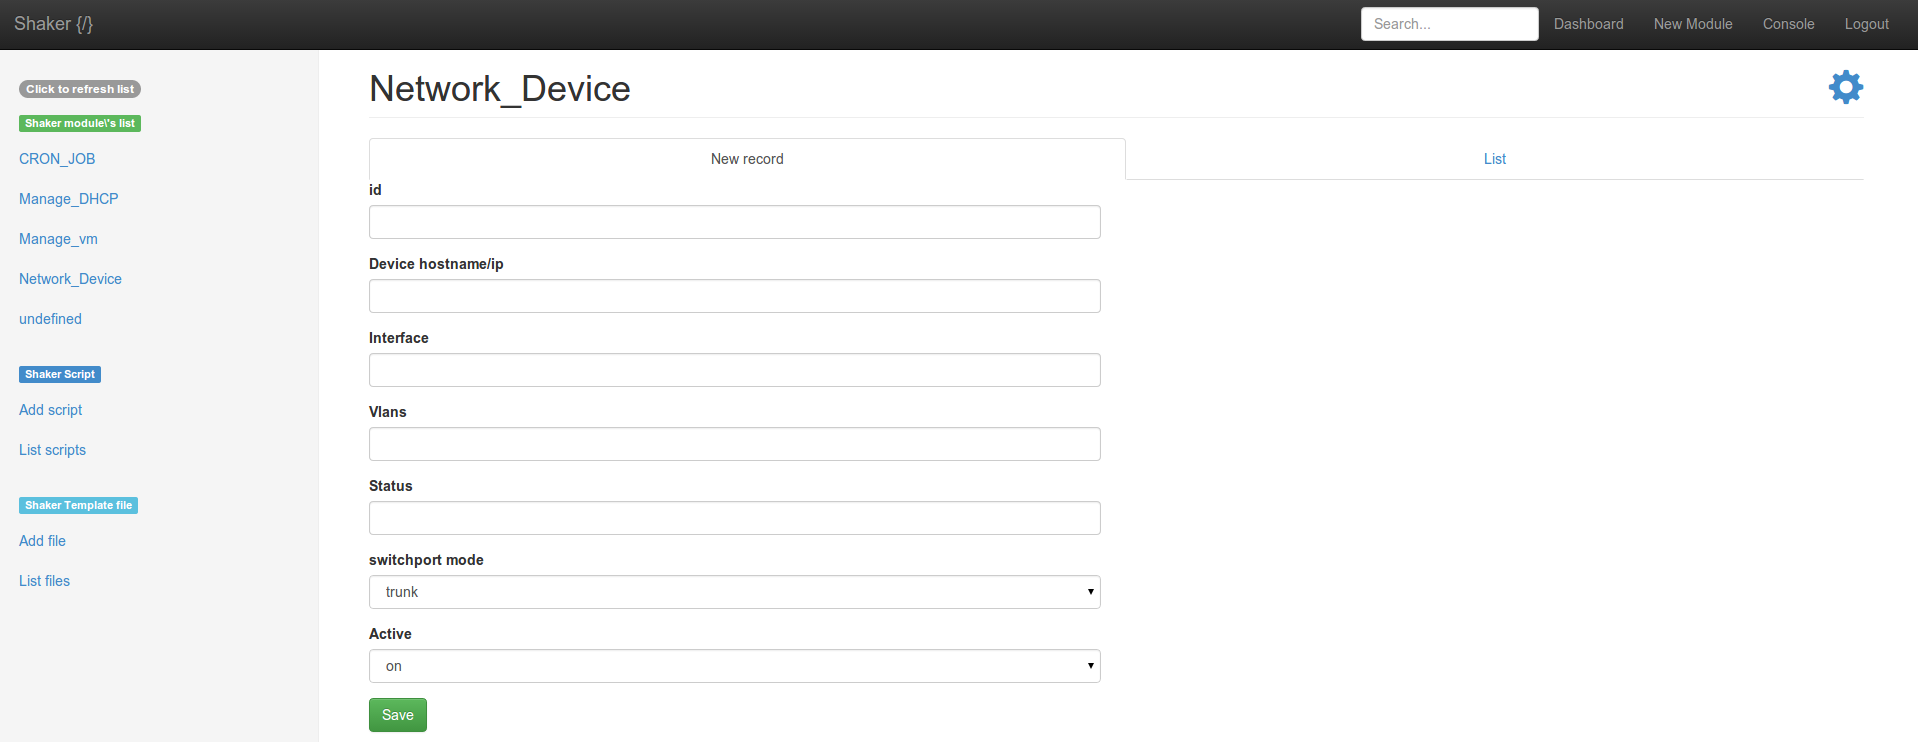 Shaker {/}
Search...
Dashboard
New Module
Console
Logout
Click to refresh list
Shaker module\'s list
CRON_JOB
Manage_DHCP
Manage_vm
Network_Device
undefined
Shaker Script
Add script
List scripts
Shaker Template file
Add file
List files
Network_Device
New record
List
id
Device hostname/ip
Interface
Vlans
Status
switchport mode
trunk
Active
on
Save